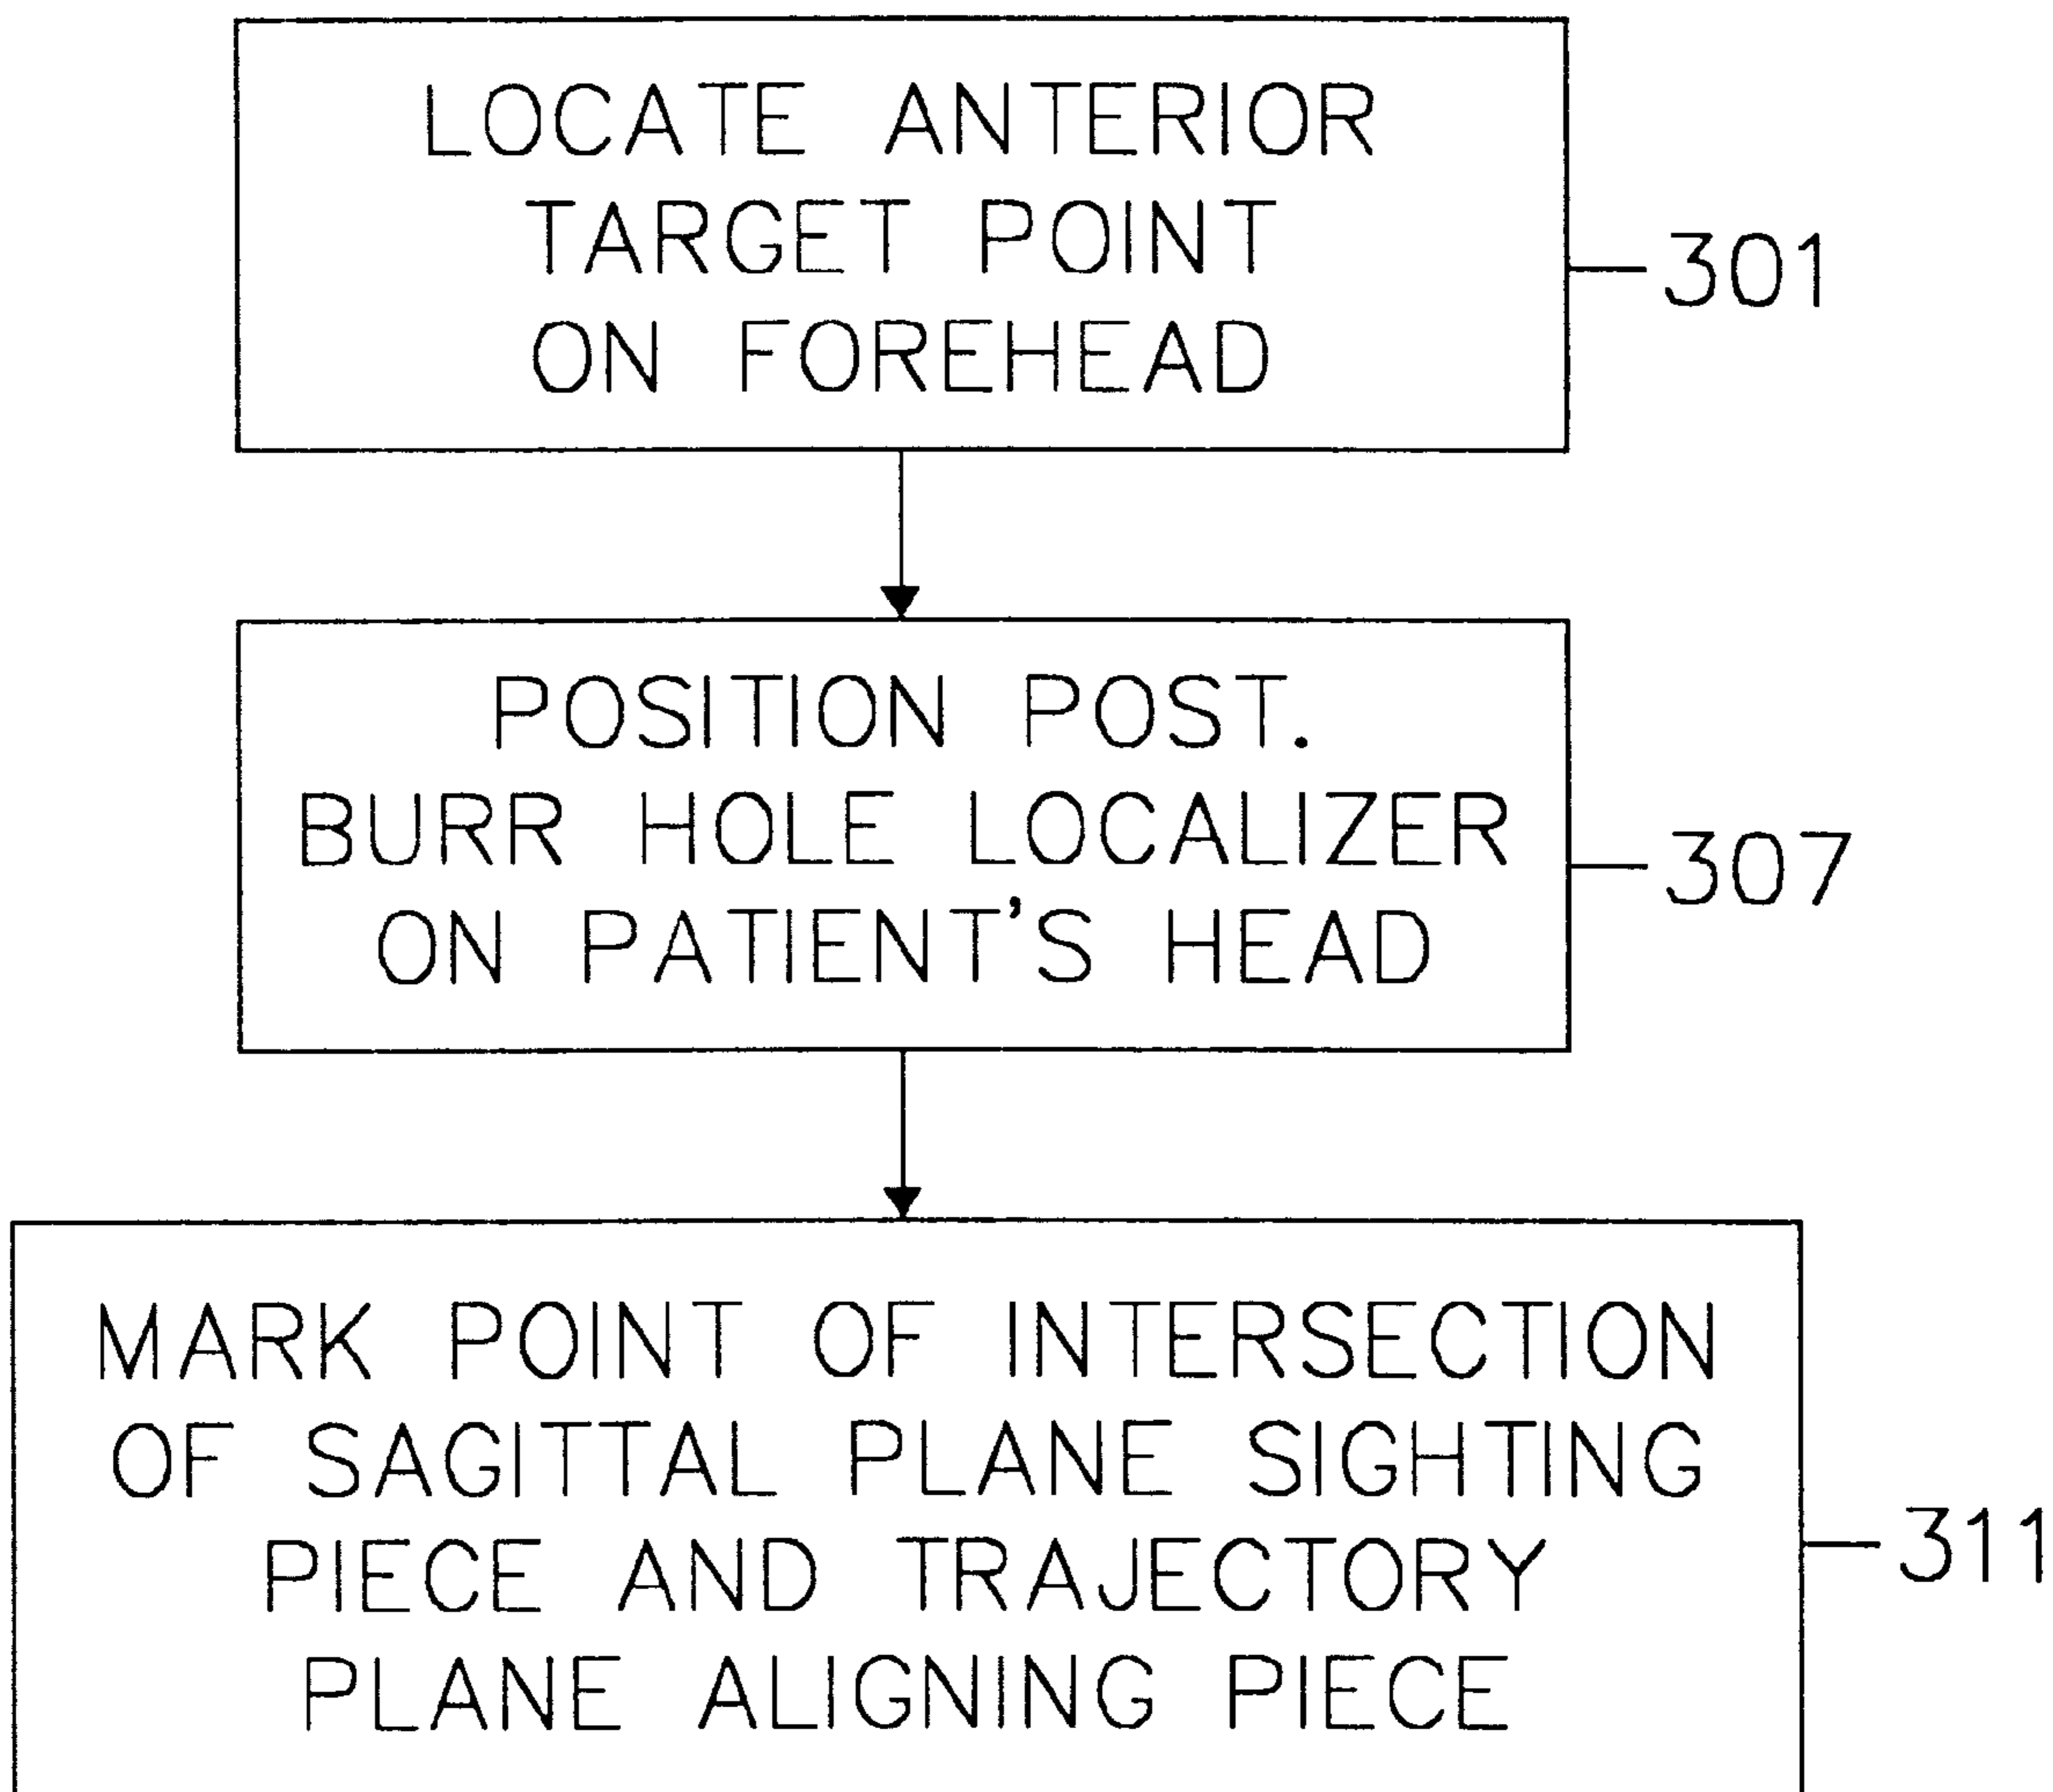 LOCATE ANTERIOR
TARGET POINT
ON FOREHEAD
301
POSITION POST.
BURR HOLE LOCALIZER
ON PATIENT'S HEAD
307
MARK POINT OF INTERSECTION
OF SAGITTAL PLANE SIGHTING
PIECE AND TRAJECTORY
PLANE ALIGNING PIECE
311